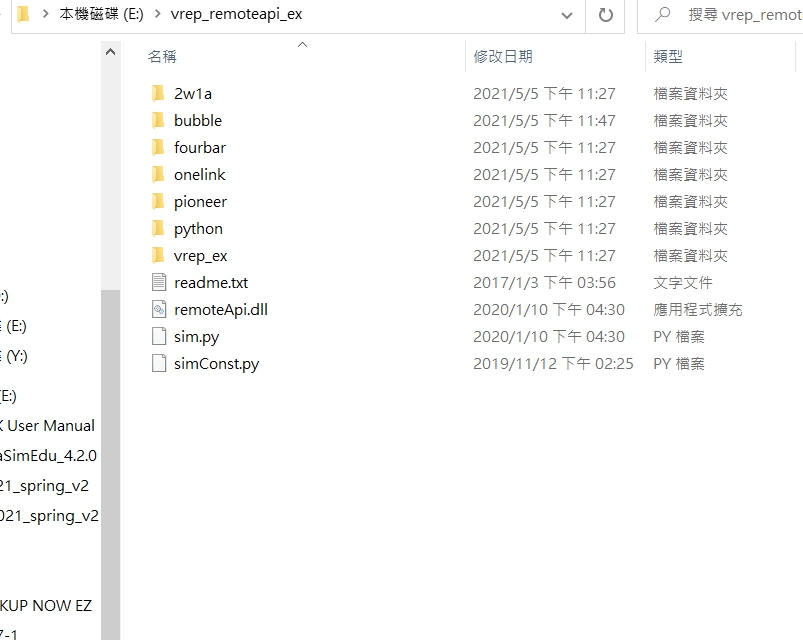 本機磁碟 (E:) > vrep_remoteapi_ex
搜尋 vrep_remot
名稱 修改日期 類型
2w1a 2021/5/5 下午 11:27 檔案資料夾
bubble 2021/5/5 下午 11:47 檔案資料夾
fourbar 2021/5/5 下午 11:27 檔案資料夾
onelink 2021/5/5 下午 11:27 檔案資料夾
pioneer 2021/5/5 下午 11:27 檔案資料夾
python 2021/5/5 下午 11:27 檔案資料夾
vrep_ex 2021/5/5 下午 11:27 檔案資料夾
readme.txt 2017/1/3 下午 03:56 文字文件
remoteApi.dll 2020/1/10 下午 04:30 應用程式擴充
sim.py 2020/1/10 下午 04:30 PY 檔案
simConst.py 2019/11/12 下午 02:25 PY 檔案
:)
(E:)
(Y:)
(E:)
User Manual
aSimEdu_4.2.0
21_spring_v2
021_spring_v2
KUP NOW EZ
7-1